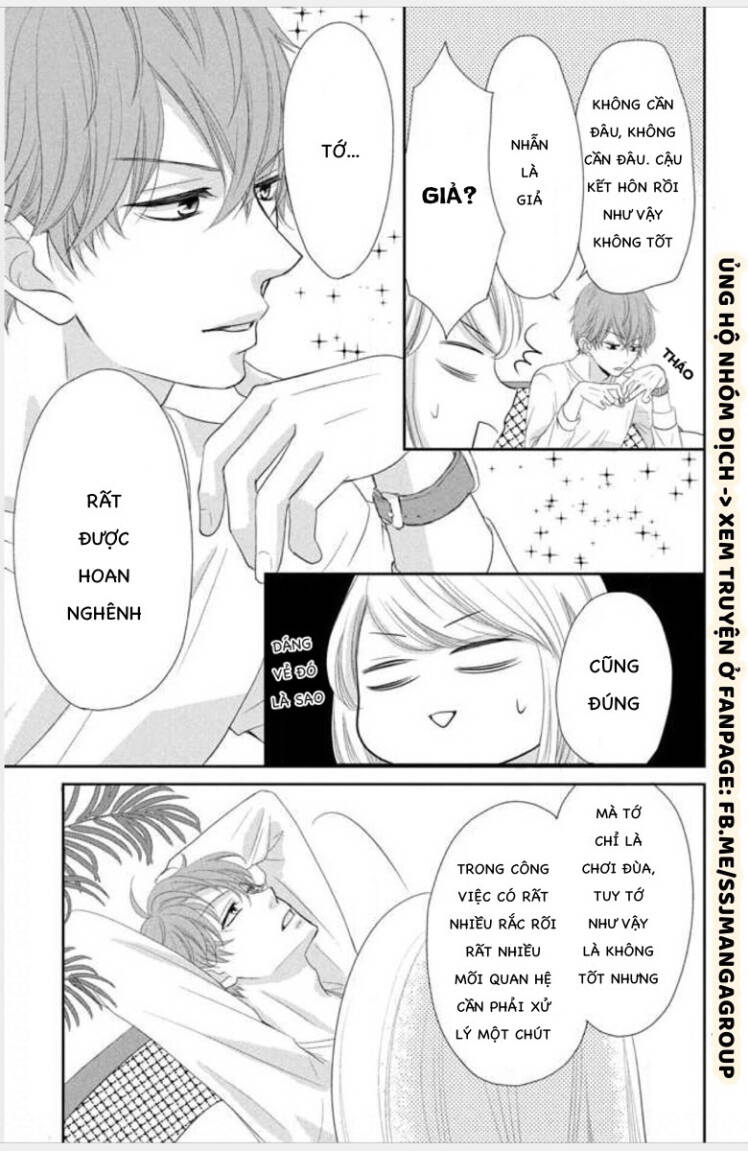 KHÔNG CẦN
ĐÂU, KHÔNG
CẦN ĐÂU. CẬU
KẾT HÔN RỒI
NHƯ VẬY
KHÔNG TỐT
NHẪN
LÀ
GIẢ
GIẢ?
THÁO
TỚ...
RẤT
ĐƯỢC
HOAN
NGHÊNH
CŨNG
ĐÚNG
DÁNG
VẺ ĐÓ
LÀ SAO
MÀ TỚ
CHỈ LÀ
CHƠI ĐÙA,
TUY TỚ
NHƯ VẬY
LÀ KHÔNG
TỐT NHƯNG
TRONG CÔNG
VIỆC CÓ RẤT
NHIỀU RẮC RỐI
RẤT NHIỀU
MỐI QUAN HỆ
CẦN PHẢI XỬ
LÝ MỘT CHÚT
ỦNG HỘ NHÓM DỊCH -> XEM TRUYỆN Ở FANPAGE: FB.ME/SSJMANGAGROUP